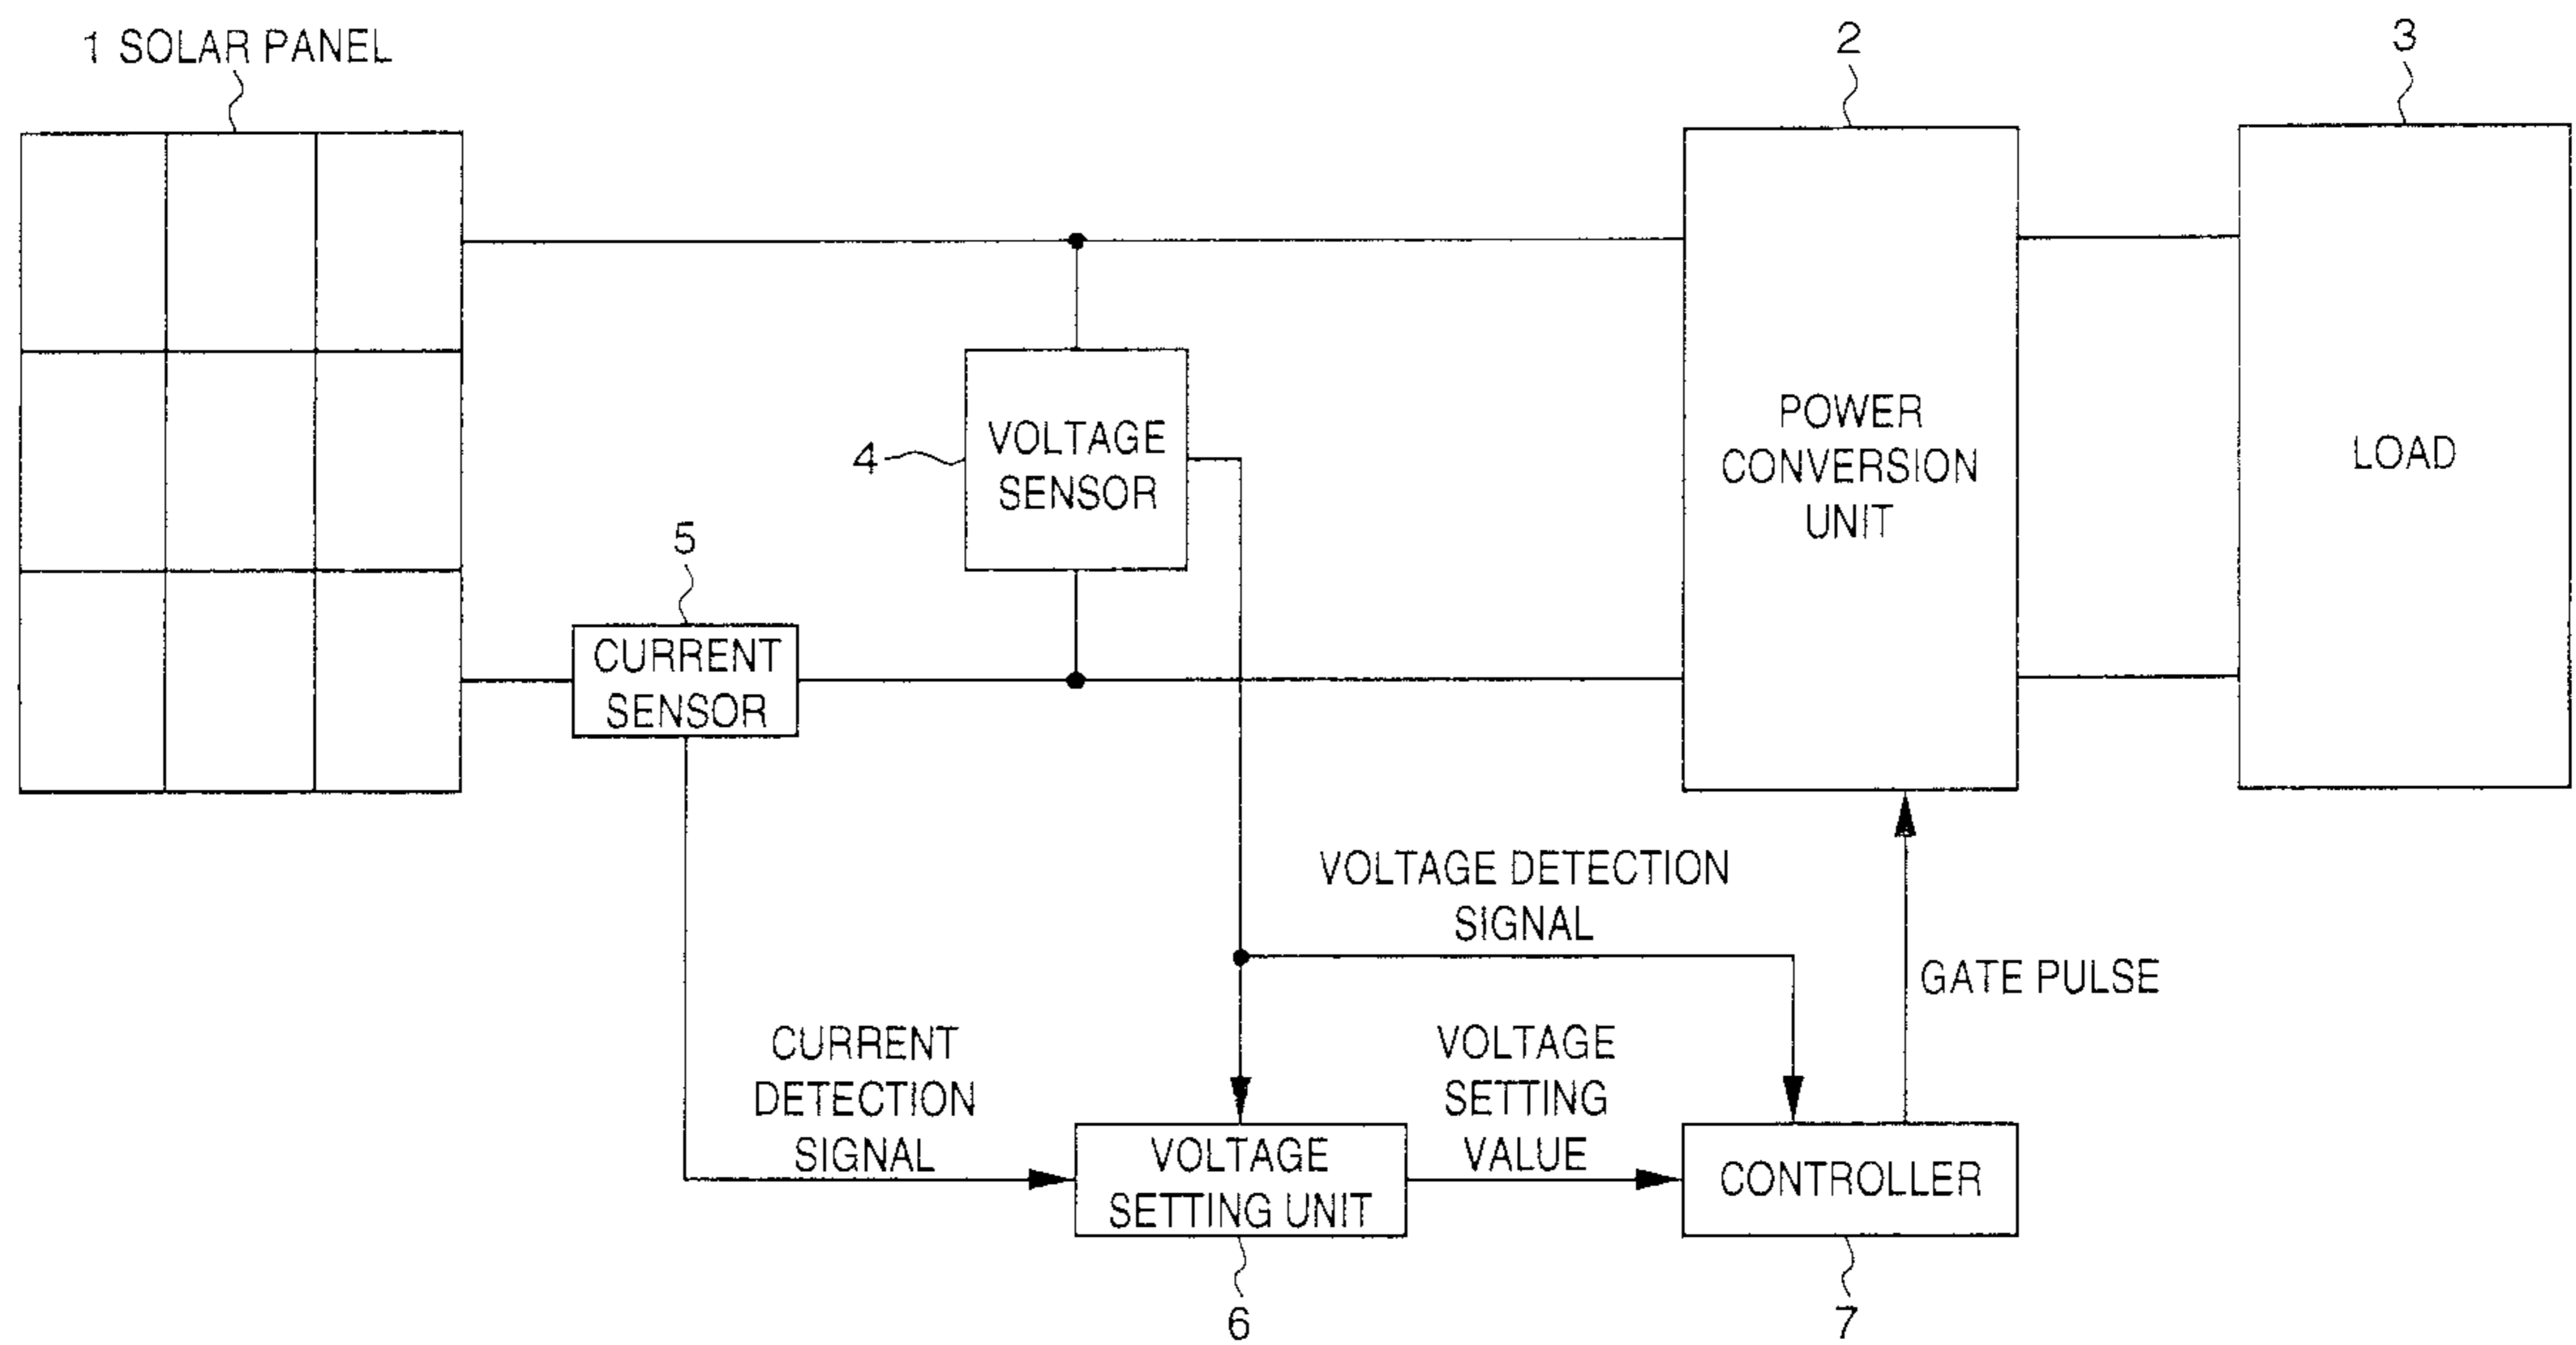 1 SOLAR PANEL
2
3
POWER
CONVERSION
UNIT
LOAD
4
VOLTAGE
SENSOR
5
CURRENT
SENSOR
VOLTAGE DETECTION
SIGNAL
GATE PULSE
CURRENT
DETECTION
SIGNAL
VOLTAGE
SETTING
VALUE
VOLTAGE
SETTING UNIT
CONTROLLER
6
7